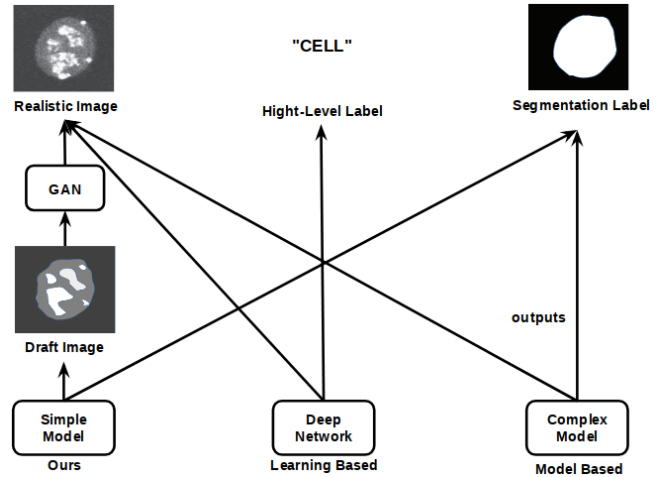 "CELL"
Realistic Image
Hight-Level Label
Segmentation Label
GAN
outputs
Draft Image
Simple
Model
Deep
Network
Complex
Model
Ours
Learning Based
Model Based